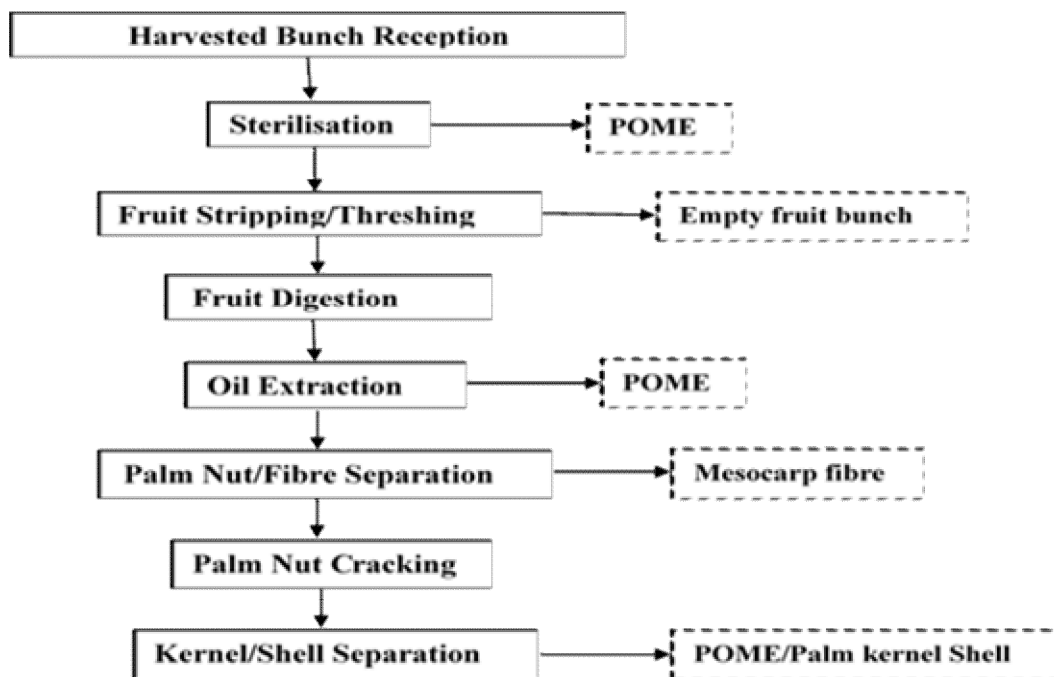 Harvested Bunch Reception
Sterilisation
POME
Fruit Stripping/Threshing
Empty fruit bunch
Fruit Digestion
Oil Extraction
POME
Palm Nut/Fibre Separation
Mesocarp fibre
Palm Nut Cracking
Kernel/Shell Separation
POME/Palm kernel Shell